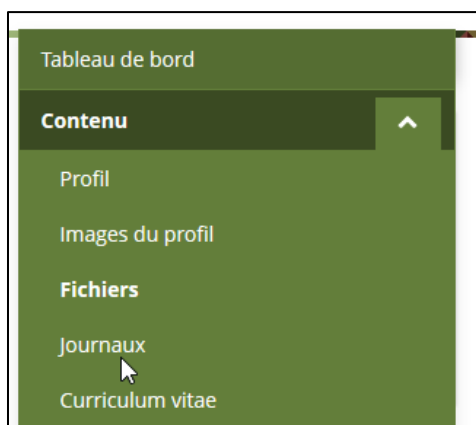 Tableau de bord
Contenu
Profil
Images du profil
Fichiers
Journaux
Curriculum vitae